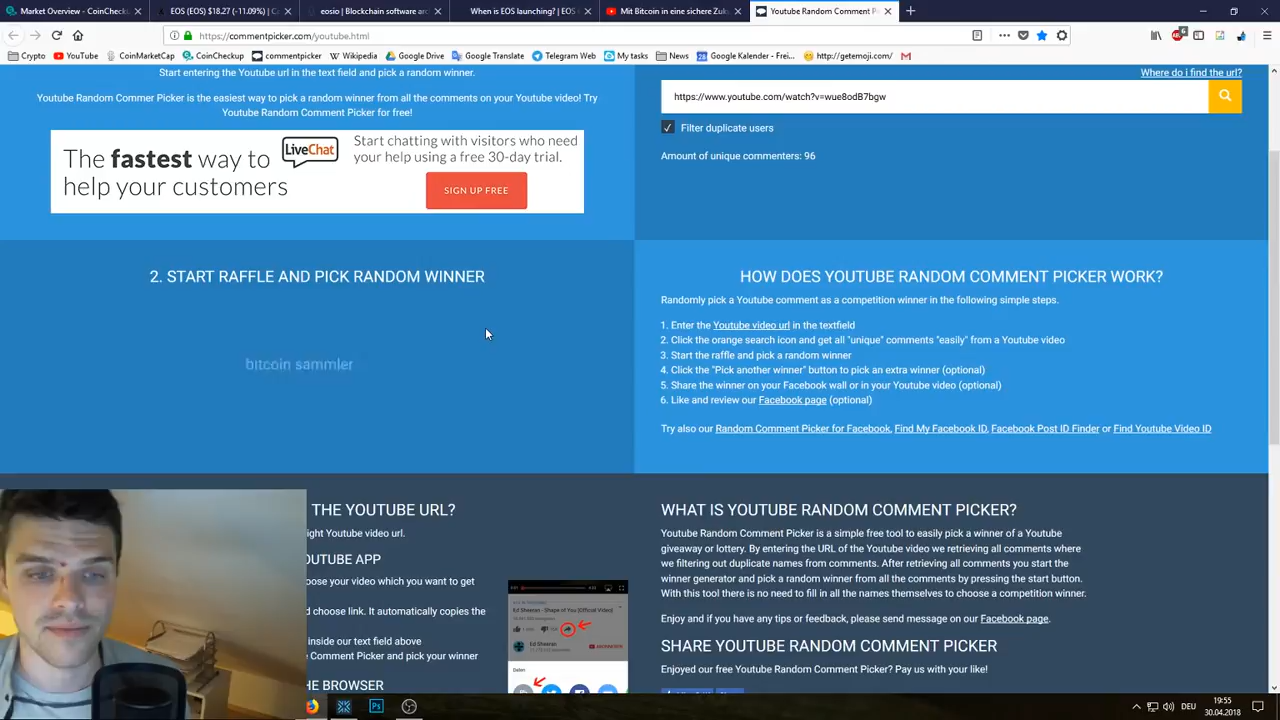 Market Overview - CoinCheck
EOS (EOS) $18.27 (-11.09%) | C
eosio | Blockchain software arc
When is EOS launching? | EOS
Mit Bitcoin in eine sichere Zuku
Youtube Random Comment P
https://commentpicker.com/youtube.html
Crypto
YouTube
CoinMarketCap
CoinCheckup
commentpicker
Wikipedia
Google Drive
Google Translate
Telegram Web
My tasks
News
Google Kalender - Frei...
http://getemoji.com/
Start entering the Youtube url in the text field and pick a random winner.
Youtube Random Commer Picker is the easiest way to pick a random winner from all the comments on your Youtube video! Try
Youtube Random Comment Picker for free!
The fastest way to
help your customers
LiveChat
Start chatting with visitors who need
your help using a free 30-day trial.
SIGN UP FREE
Where do i find the url?
https://www.youtube.com/watch?v=wue8odB7bgw
Filter duplicate users
Amount of unique commenters: 96
2. START RAFFLE AND PICK RANDOM WINNER
bitcoin sammler
HOW DOES YOUTUBE RANDOM COMMENT PICKER WORK?
Randomly pick a Youtube comment as a competition winner in the following simple steps.
1. Enter the Youtube video url in the textfield
2. Click the orange search icon and get all "unique" comments "easily" from a Youtube video
3. Start the raffle and pick a random winner
4. Click the "Pick another winner" button to pick an extra winner (optional)
5. Share the winner on your Facebook wall or in your Youtube video (optional)
6. Like and review our Facebook page (optional)
Try also our Random Comment Picker for Facebook, Find My Facebook ID, Facebook Post ID Finder or Find Youtube Video ID
THE YOUTUBE URL?
ight Youtube video url.
OUTUBE APP
oose your video which you want to get
d choose link. It automatically copies the
inside our text field above
Comment Picker and pick your winner
HE BROWSER
Ed Sheeran - Shape of You [Official Video]
Ed Sheeran
WHAT IS YOUTUBE RANDOM COMMENT PICKER?
Youtube Random Comment Picker is a simple free tool to easily pick a winner of a Youtube
giveaway or lottery. By entering the URL of the Youtube video we retrieving all comments where
we filtering out duplicate names from comments. After retrieving all comments you start the
winner generator and pick a random winner from all the comments by pressing the start button.
With this tool there is no need to fill in all the names themselves to choose a competition winner.
Enjoy and if you have any tips or feedback, please send message on our Facebook page.
SHARE YOUTUBE RANDOM COMMENT PICKER
Enjoyed our free Youtube Random Comment Picker? Pay us with your like!
DEU
19:55
30.04.2018